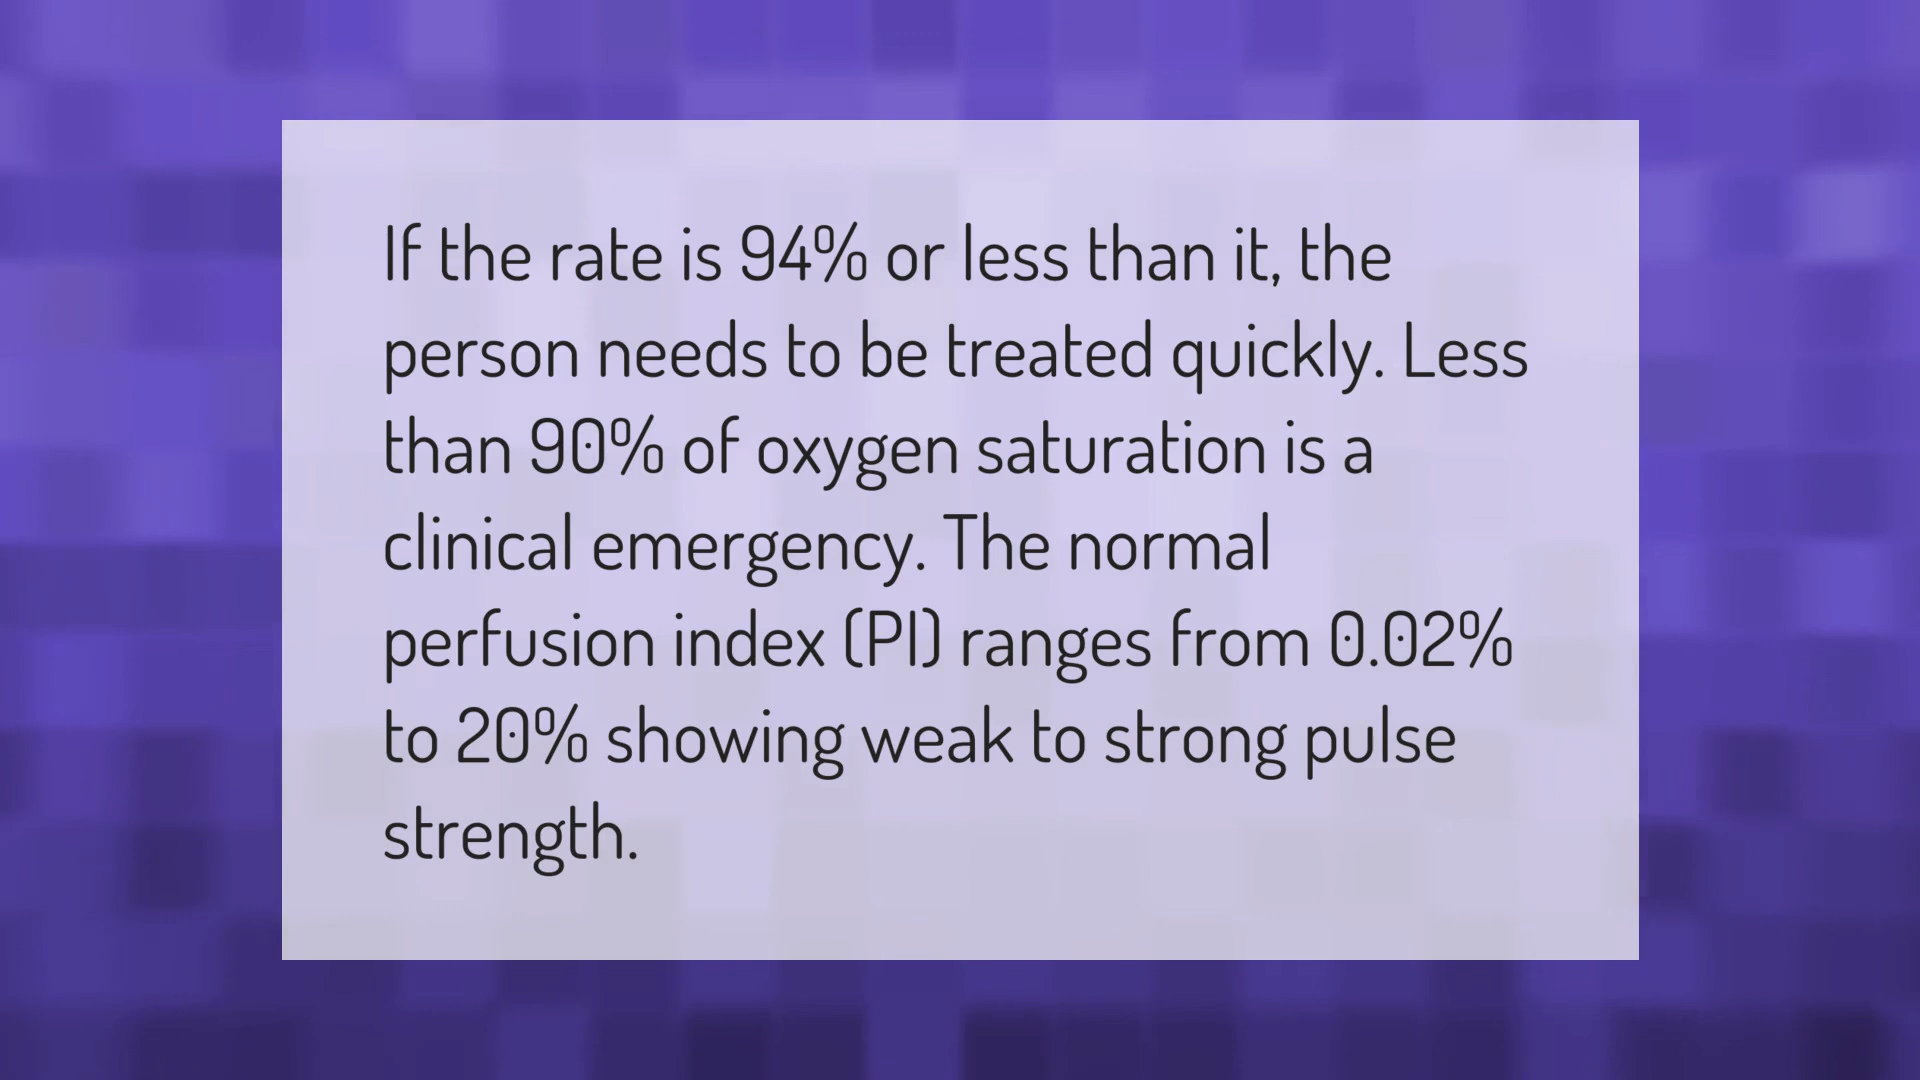 If the rate is 94% or less than it, the
person needs to be treated quickly. Less
than 90% of oxygen saturation is a
clinical emergency. The normal
perfusion index (PI) ranges from 0.02%
to 20% showing weak to strong pulse
strength.